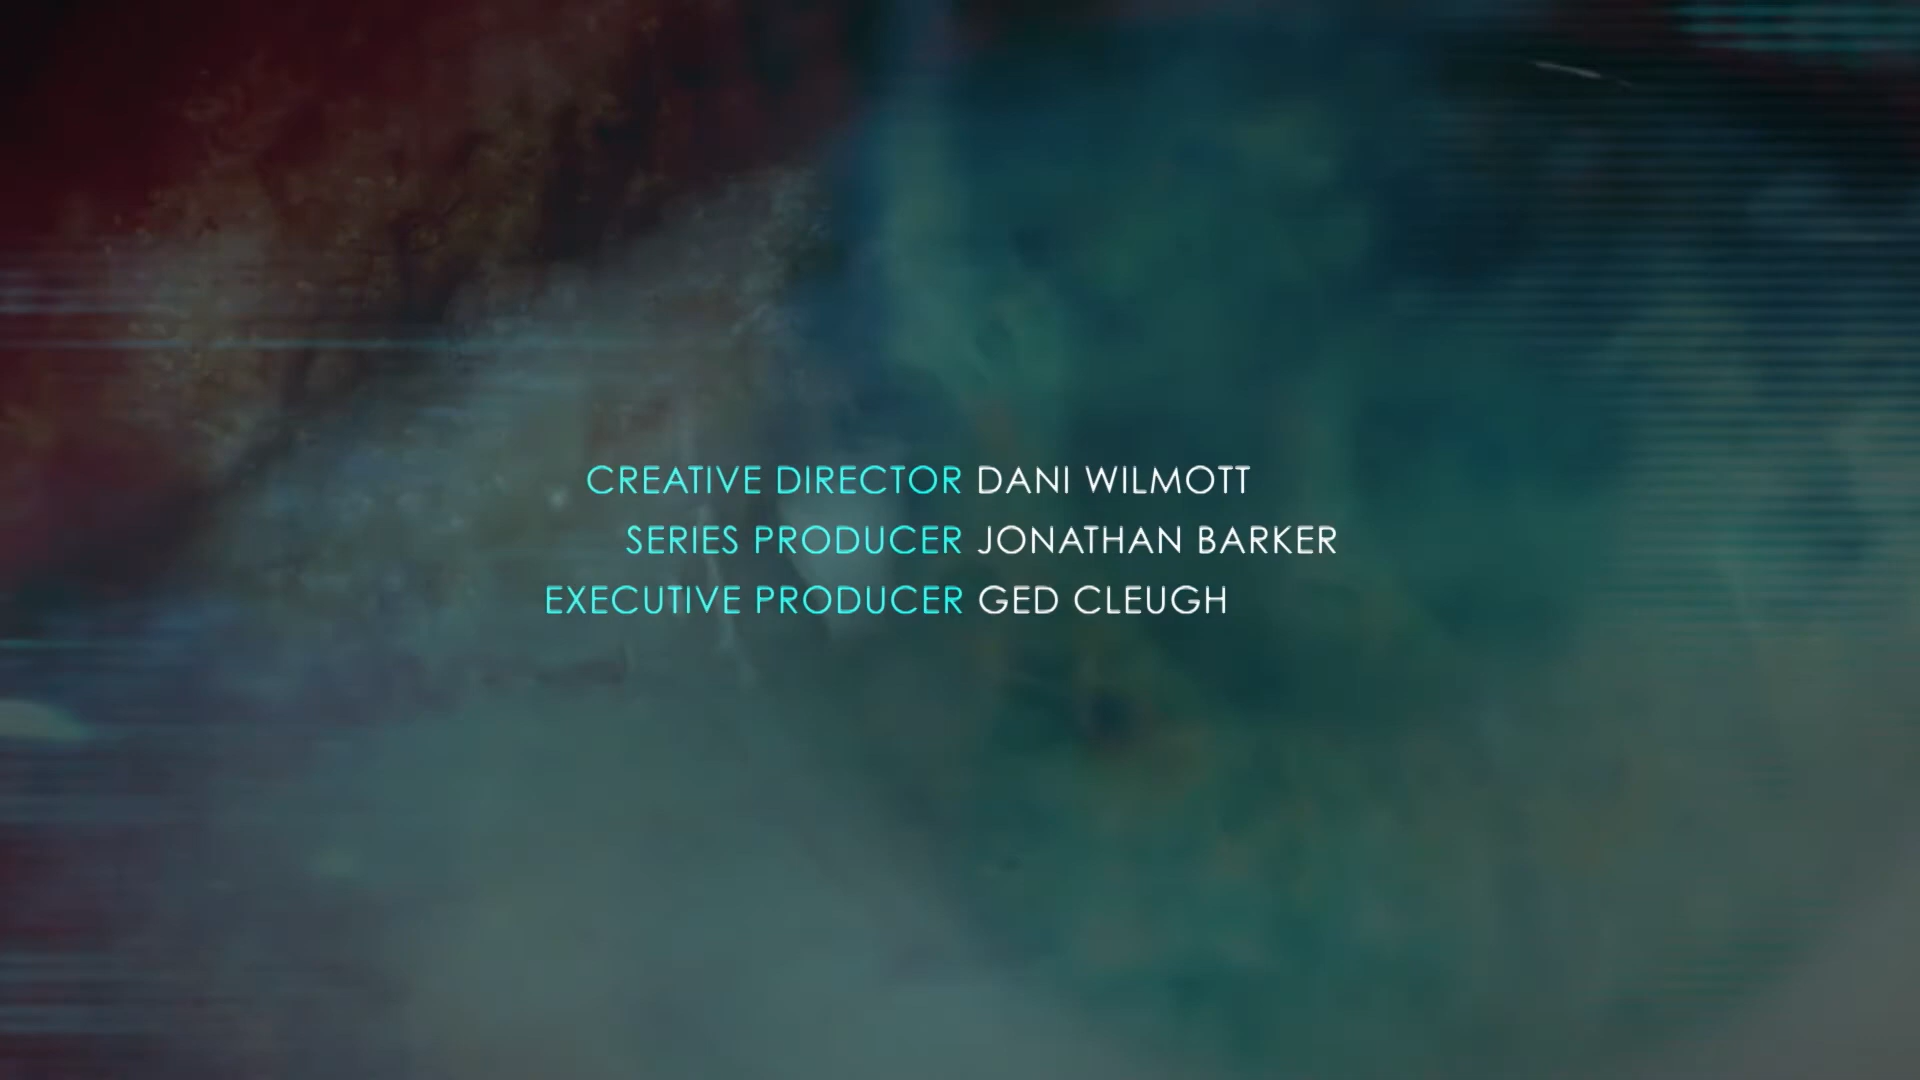 CREATIVE DIRECTOR DANI WILMOTT
SERIES PRODUCER JONATHAN BARKER
EXECUTIVE PRODUCER GED CLEUGH